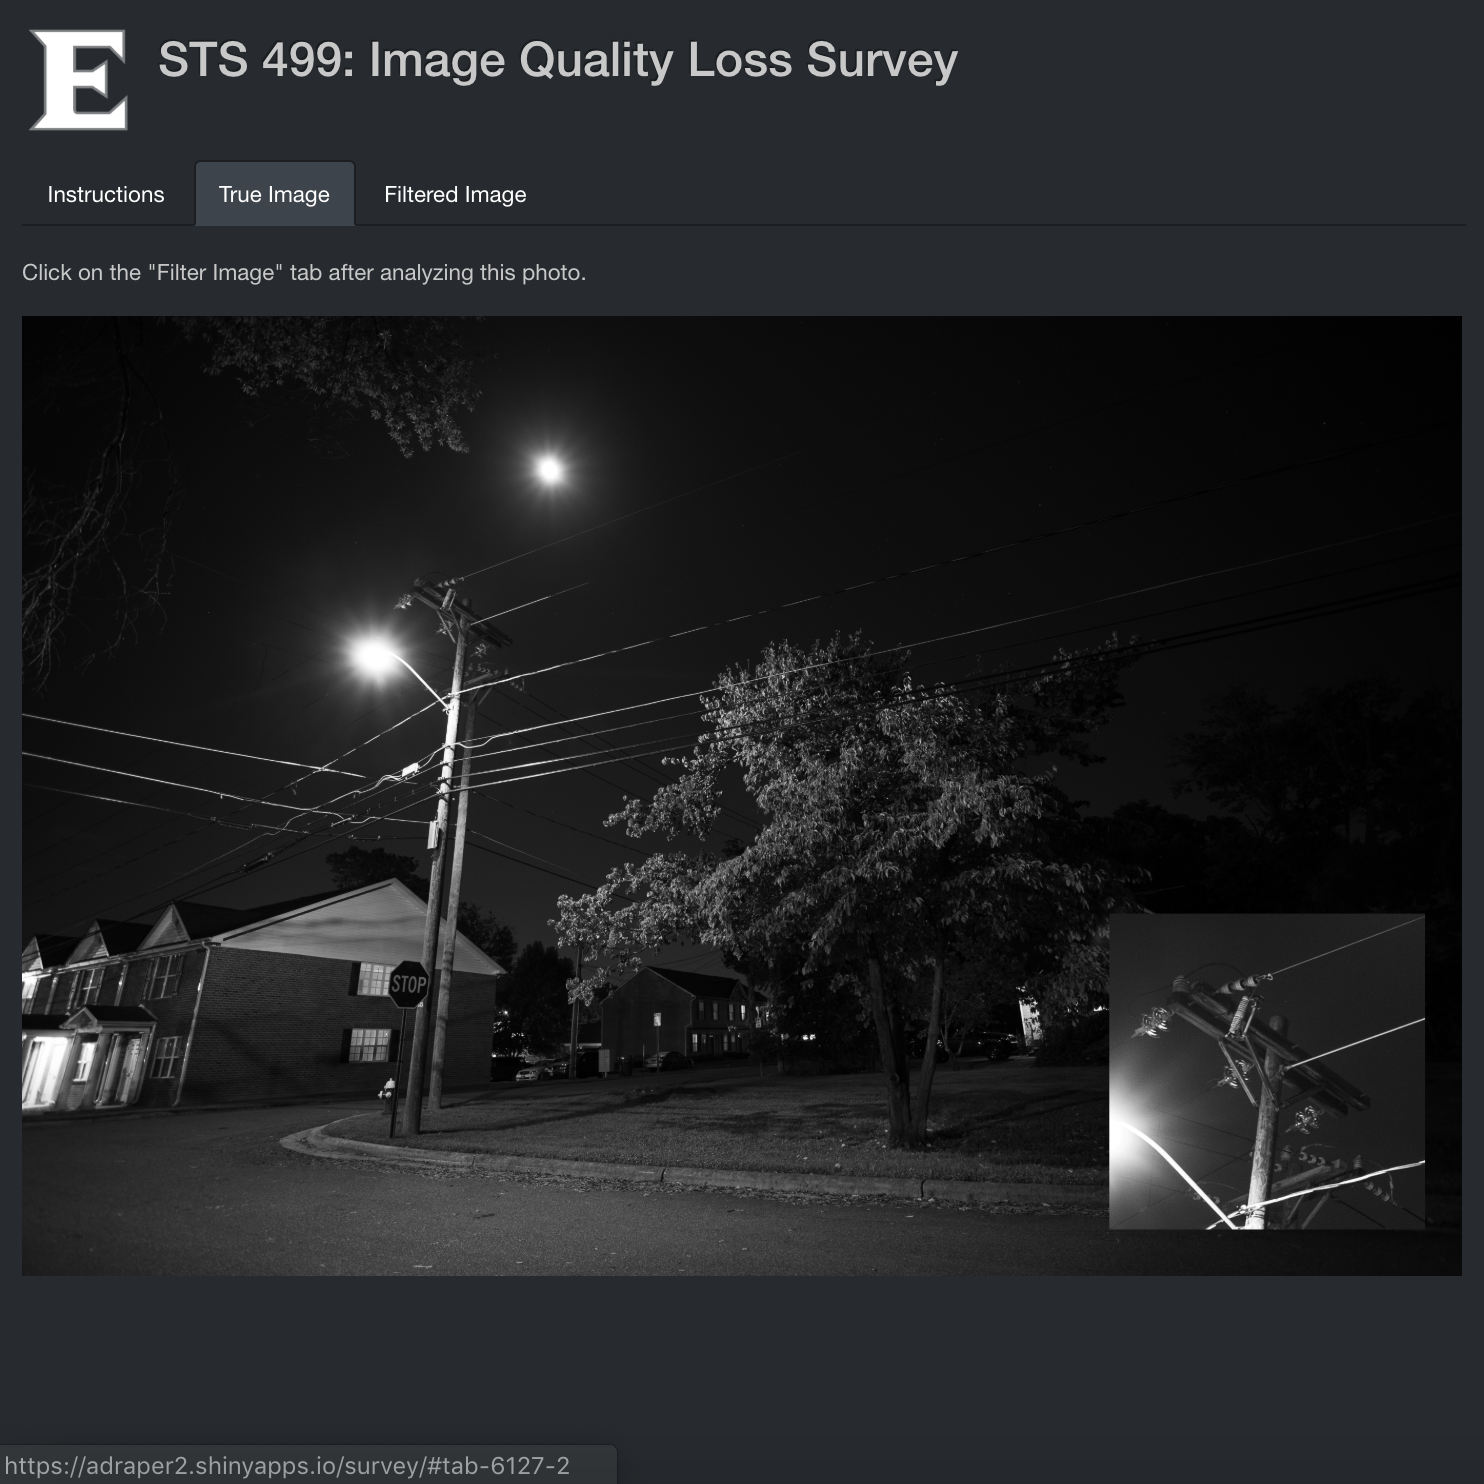 E
STS 499: Image Quality Loss Survey
Instructions
True Image
Filtered Image
Click on the "Filter Image" tab after analyzing this photo.
STOP
https://adraper2.shinyapps.io/survey/#tab-6127-2